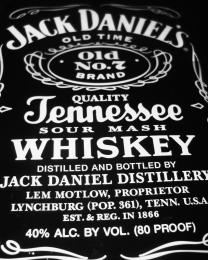 JACK DANIEL'S
OLD TIME
Old
No. 7
BRAND
QUALITY
Tennessee
SOUR MASH
WHISKEY
DISTILLED AND BOTTLED BY
JACK DANIEL DISTILLERY
LEM MOTLOW, PROPRIETOR
LYNCHBURG (POP. 361), TENN. U.S.A.
EST. & REG. IN 1866
40% ALC. BY VOL. (80 PROOF)